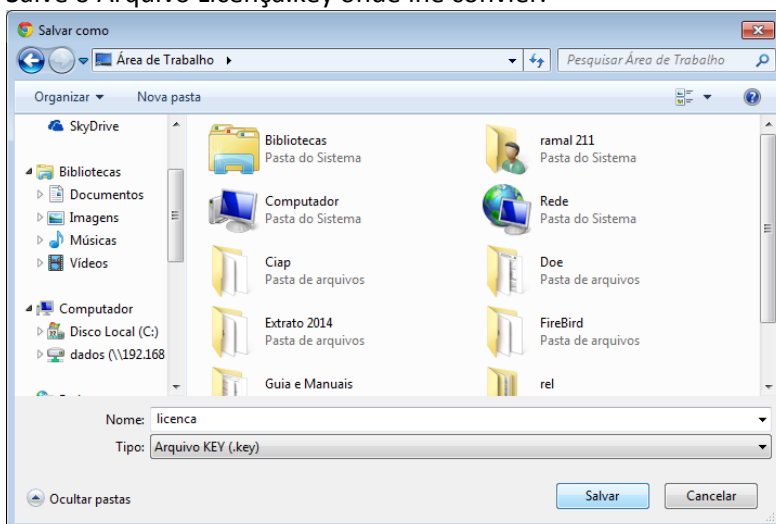 Salve o Arquivo Licença.key onde lhe convier.
Salvar como
Área de Trabalho
Pesquisar Área de Trabalho
Organizar
Nova pasta
SkyDrive
Bibliotecas
Documentos
Imagens
Músicas
Vídeos
Computador
Disco Local (C:)
dados (\\192.168
Bibliotecas
Pasta do Sistema
ramal 211
Pasta do Sistema
Computador
Pasta do Sistema
Rede
Pasta do Sistema
Ciap
Pasta de arquivos
Doe
Pasta de arquivos
Extrato 2014
Pasta de arquivos
FireBird
Pasta de arquivos
Guia e Manuais
rel
Nome: licenca
Tipo: Arquivo KEY (.key)
Ocultar pastas
Salvar
Cancelar